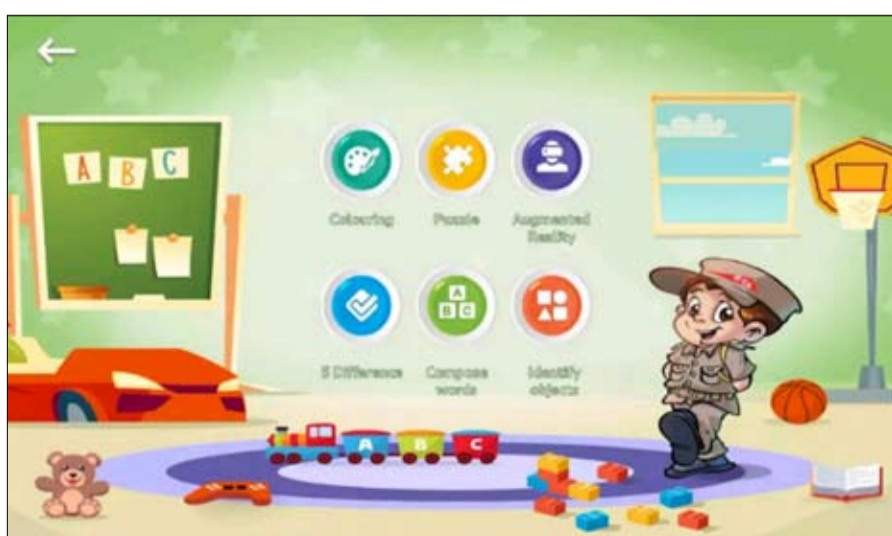 A B C
Colouring
Puzzle
Augmented
Reality
A
B C
5 Difference
Compose
words
Identify
objects
A B C